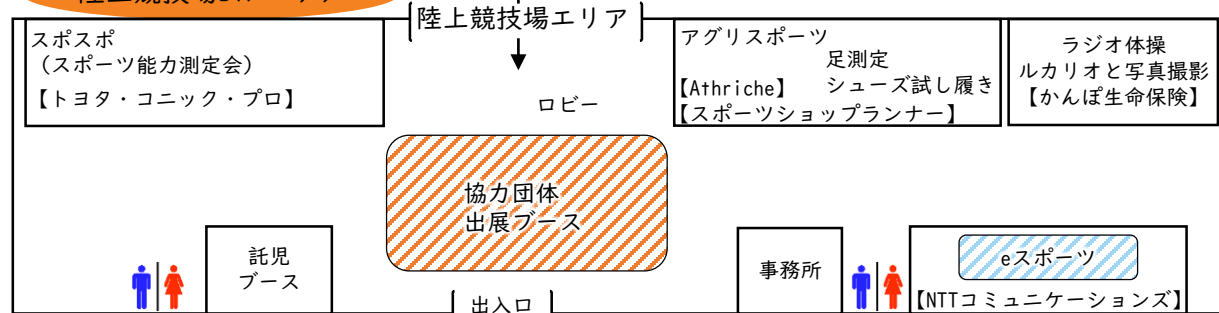 陸上競技場エリア
スポスポ
(スポーツ能力測定会)
【トヨタ・コニック・プロ】
ロビー
アグリスポーツ
足測定
【Athriche】 シューズ試し履き
【スポーツショップランナー】
ラジオ体操
ルカリオと写真撮影
【かんぽ生命保険】
協力団体
出展ブース
託児
ブース
事務所
eスポーツ
【NTTコミュニケーションズ】
出入口